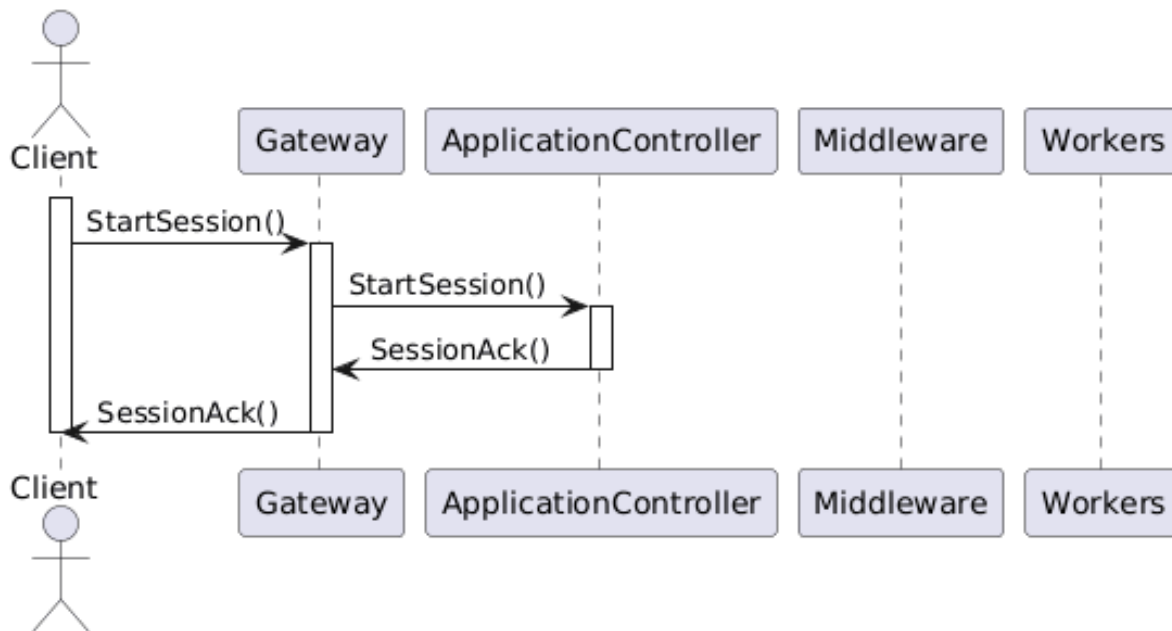 Client
Gateway
ApplicationController
Middleware
Workers
StartSession()
StartSession()
SessionAck()
SessionAck()
Client
Gateway
ApplicationController
Middleware
Workers